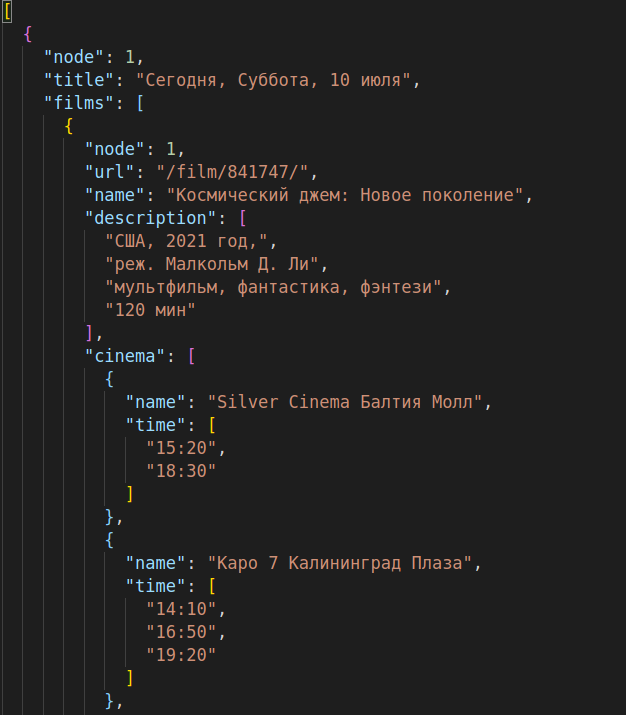 [
{
"node": 1,
"title": "Сегодня, Суббота, 10 июля",
"films": [
{
"node": 1,
"url": "/film/841747/",
"name": "Космический джем: Новое поколение",
"description": [
"США, 2021 год,",
"реж. Малкольм Д. Ли",
"мультфильм, фантастика, фэнтези",
"120 мин"
],
"cinema": [
{
"name": "Silver Cinema Балтия Молл",
"time": [
"15:20",
"18:30"
]
},
{
"name": "Каро 7 Калининград Плаза",
"time": [
"14:10",
"16:50",
"19:20"
]
},